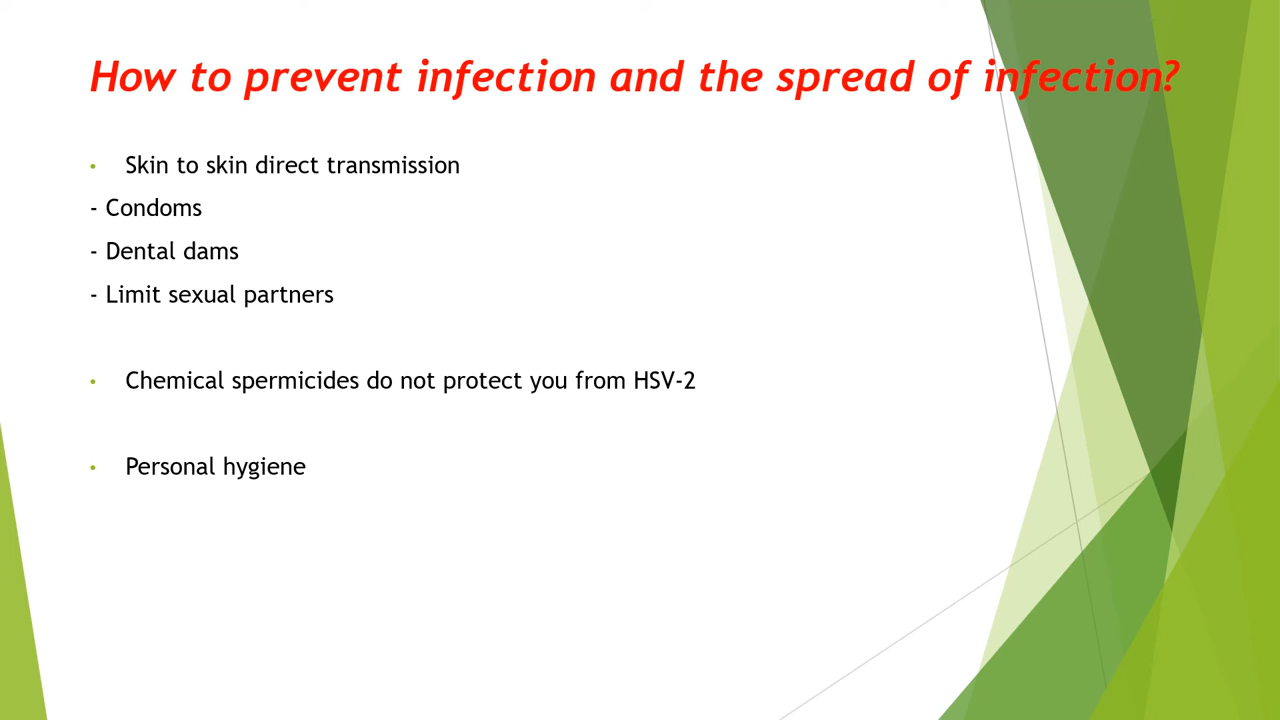 How to prevent infection and the spread of infection?
• Skin to skin direct transmission
- Condoms
- Dental dams
- Limit sexual partners
• Chemical spermicides do not protect you from HSV-2
• Personal hygiene